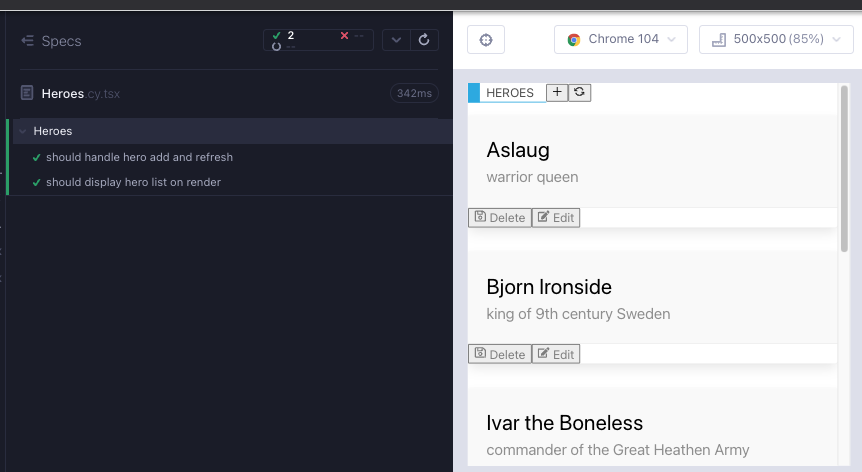 Specs
2
--
--
Heroes.cy.tsx
342ms
Heroes
should handle hero add and refresh
should display hero list on render
Chrome 104
500x500 (85%)
HEROES
Aslaug
warrior queen
Delete Edit
Bjorn Ironside
king of 9th century Sweden
Delete Edit
Ivar the Boneless
commander of the Great Heathen Army